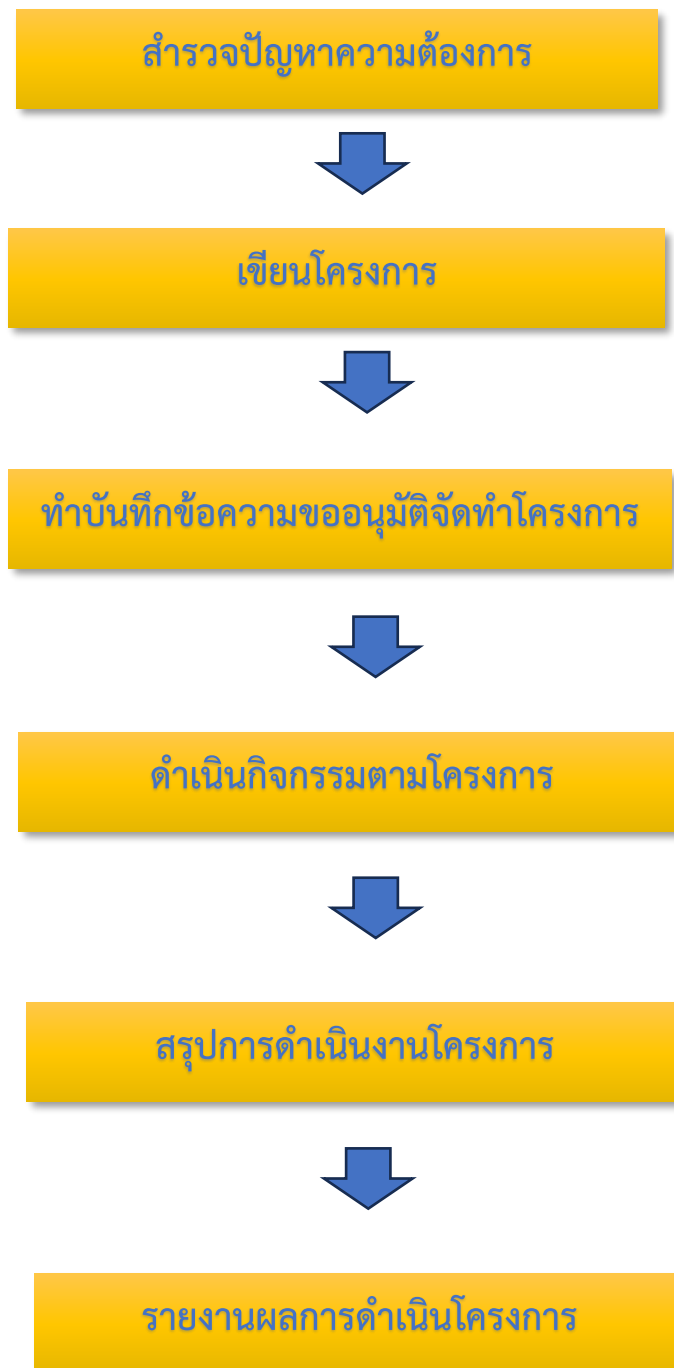 สำรวจปัญหาความต้องการ
เขียนโครงการ
ทำบันทึกข้อความขออนุมัติจัดทำโครงการ
ดำเนินกิจกรรมตามโครงการ
สรุปการดำเนินงานโครงการ
รายงานผลการดำเนินโครงการ